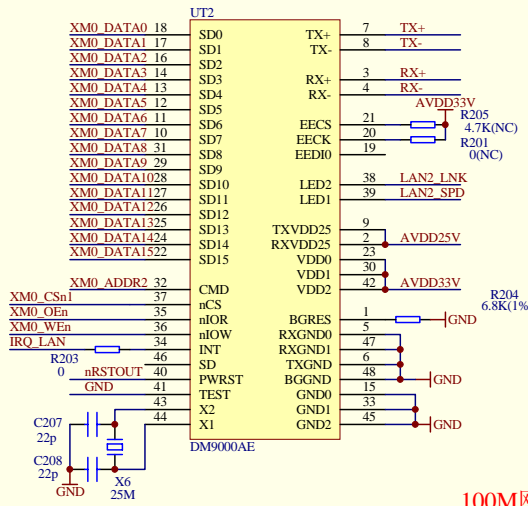 UT2
XM0_DATA0 18 SD0 TX+ 7 TX+
XM0_DATA1 17 SD1 TX- 8 TX-
XM0_DATA2 16 SD2
XM0_DATA3 14 SD3 RX+ 3 RX+
XM0_DATA4 13 SD4 RX- 4 RX-
XM0_DATA5 12 SD5 AVDD33V
XM0_DATA6 11 SD6 EECS 21 R205 4.7K(NC)
XM0_DATA7 10 SD7 EECK 20 R201 0(NC)
XM0_DATA8 31 SD8 EEDI0 19
XM0_DATA9 29 SD9
XM0_DATA10 28 SD10 LED2 38 LAN2_LNK
XM0_DATA11 27 SD11 LED1 39 LAN2_SPD
XM0_DATA12 26 SD12
XM0_DATA13 25 SD13 TXVDD25 9
XM0_DATA14 24 SD14 RXVDD25 2 AVDD25V
XM0_DATA15 22 SD15 VDD0 23
VDD1 30
XM0_ADDR2 32 CMD VDD2 42 AVDD33V
XM0_CSn1 37 nCS R204 6.8K(1%
XM0_OEn 35 nIOR BGRES 1 GND
XM0_WEn 36 nIOW RXGND0 5
IRQ_LAN R203 0 34 INT RXGND1 47
46 SD TXGND 6
nRSTOUT 40 PWRST BGGND 48 GND
GND 41 TEST GND0 15
43 X2 GND1 33
44 X1 GND2 45 GND
DM9000AE
C207
22p
C208
22p
GND
X6
25M
100M